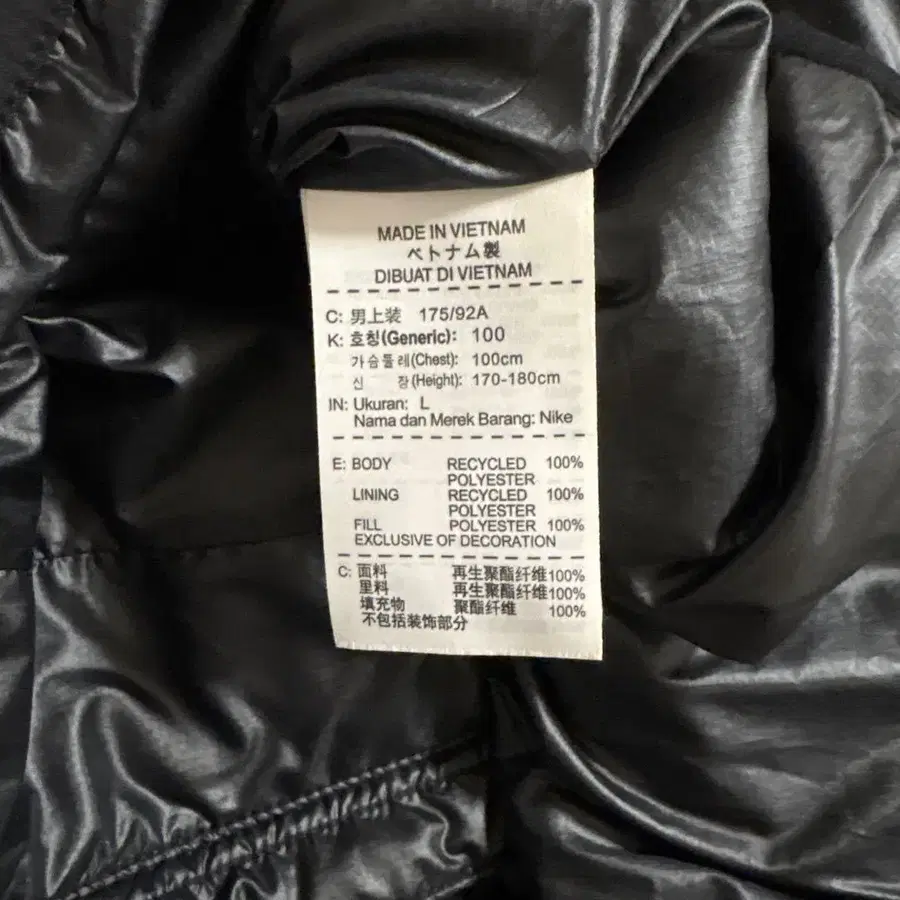 MADE IN VIETNAM
ベトナム製
DIBUAT DI VIETNAM
C: 男上装 175/92A
K: 호칭(Generic): 100
가슴둘레(Chest): 100cm
신 장(Height): 170-180cm
IN: Ukuran: L
Nama dan Merek Barang: Nike
E: BODY RECYCLED 100%
POLYESTER
LINING RECYCLED 100%
POLYESTER
FILL POLYESTER 100%
EXCLUSIVE OF DECORATION
C: 面料 再生聚酯纤维100%
里料 再生聚酯纤维100%
填充物 聚酯纤维 100%
不包括装饰部分